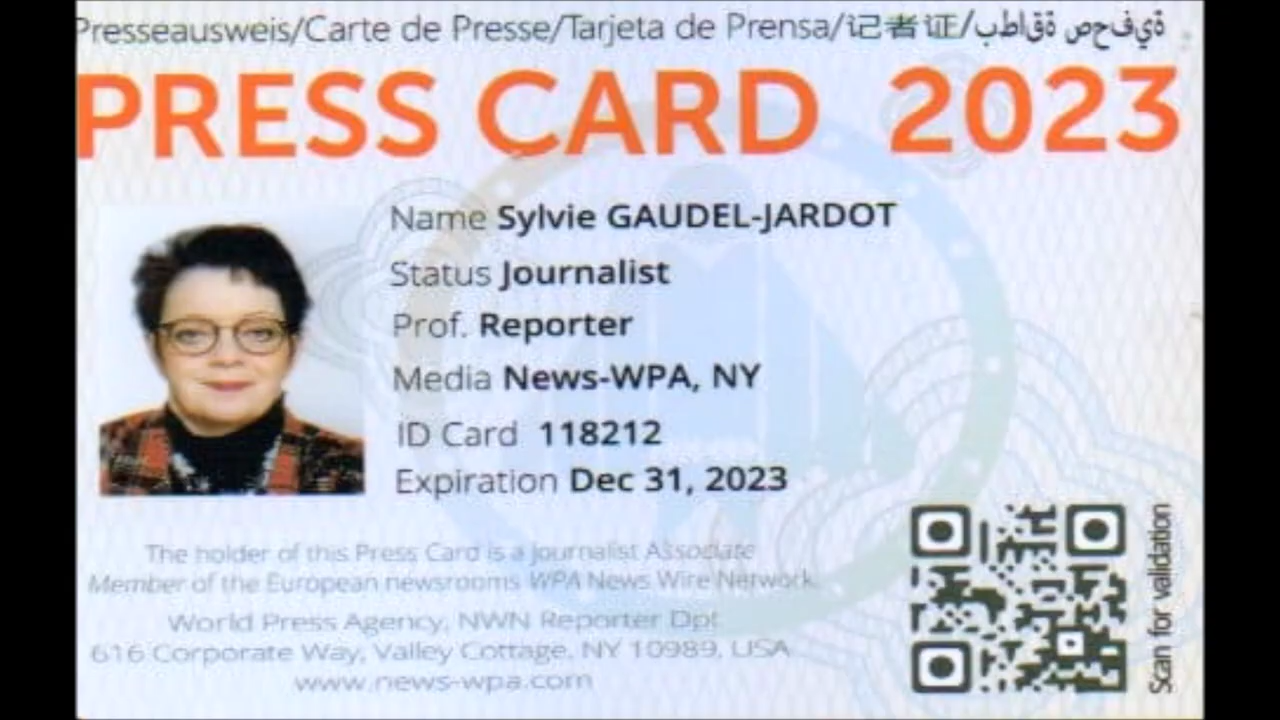 Presseausweis/Carte de Presse/Tarjeta de Prensa/记者证/بطاقة صحفية
PRESS CARD 2023
Name Sylvie GAUDEL-JARDOT
Status Journalist
Prof. Reporter
Media News-WPA, NY
ID Card 118212
Expiration Dec 31, 2023
The holder of this Press Card is a Journalist Associate
Member of the European newsrooms WPA News Wire Network.
World Press Agency, NWN Reporter Dpt.
616 Corporate Way, Valley Cottage, NY 10989, USA
www.news-wpa.com
Scan for validation